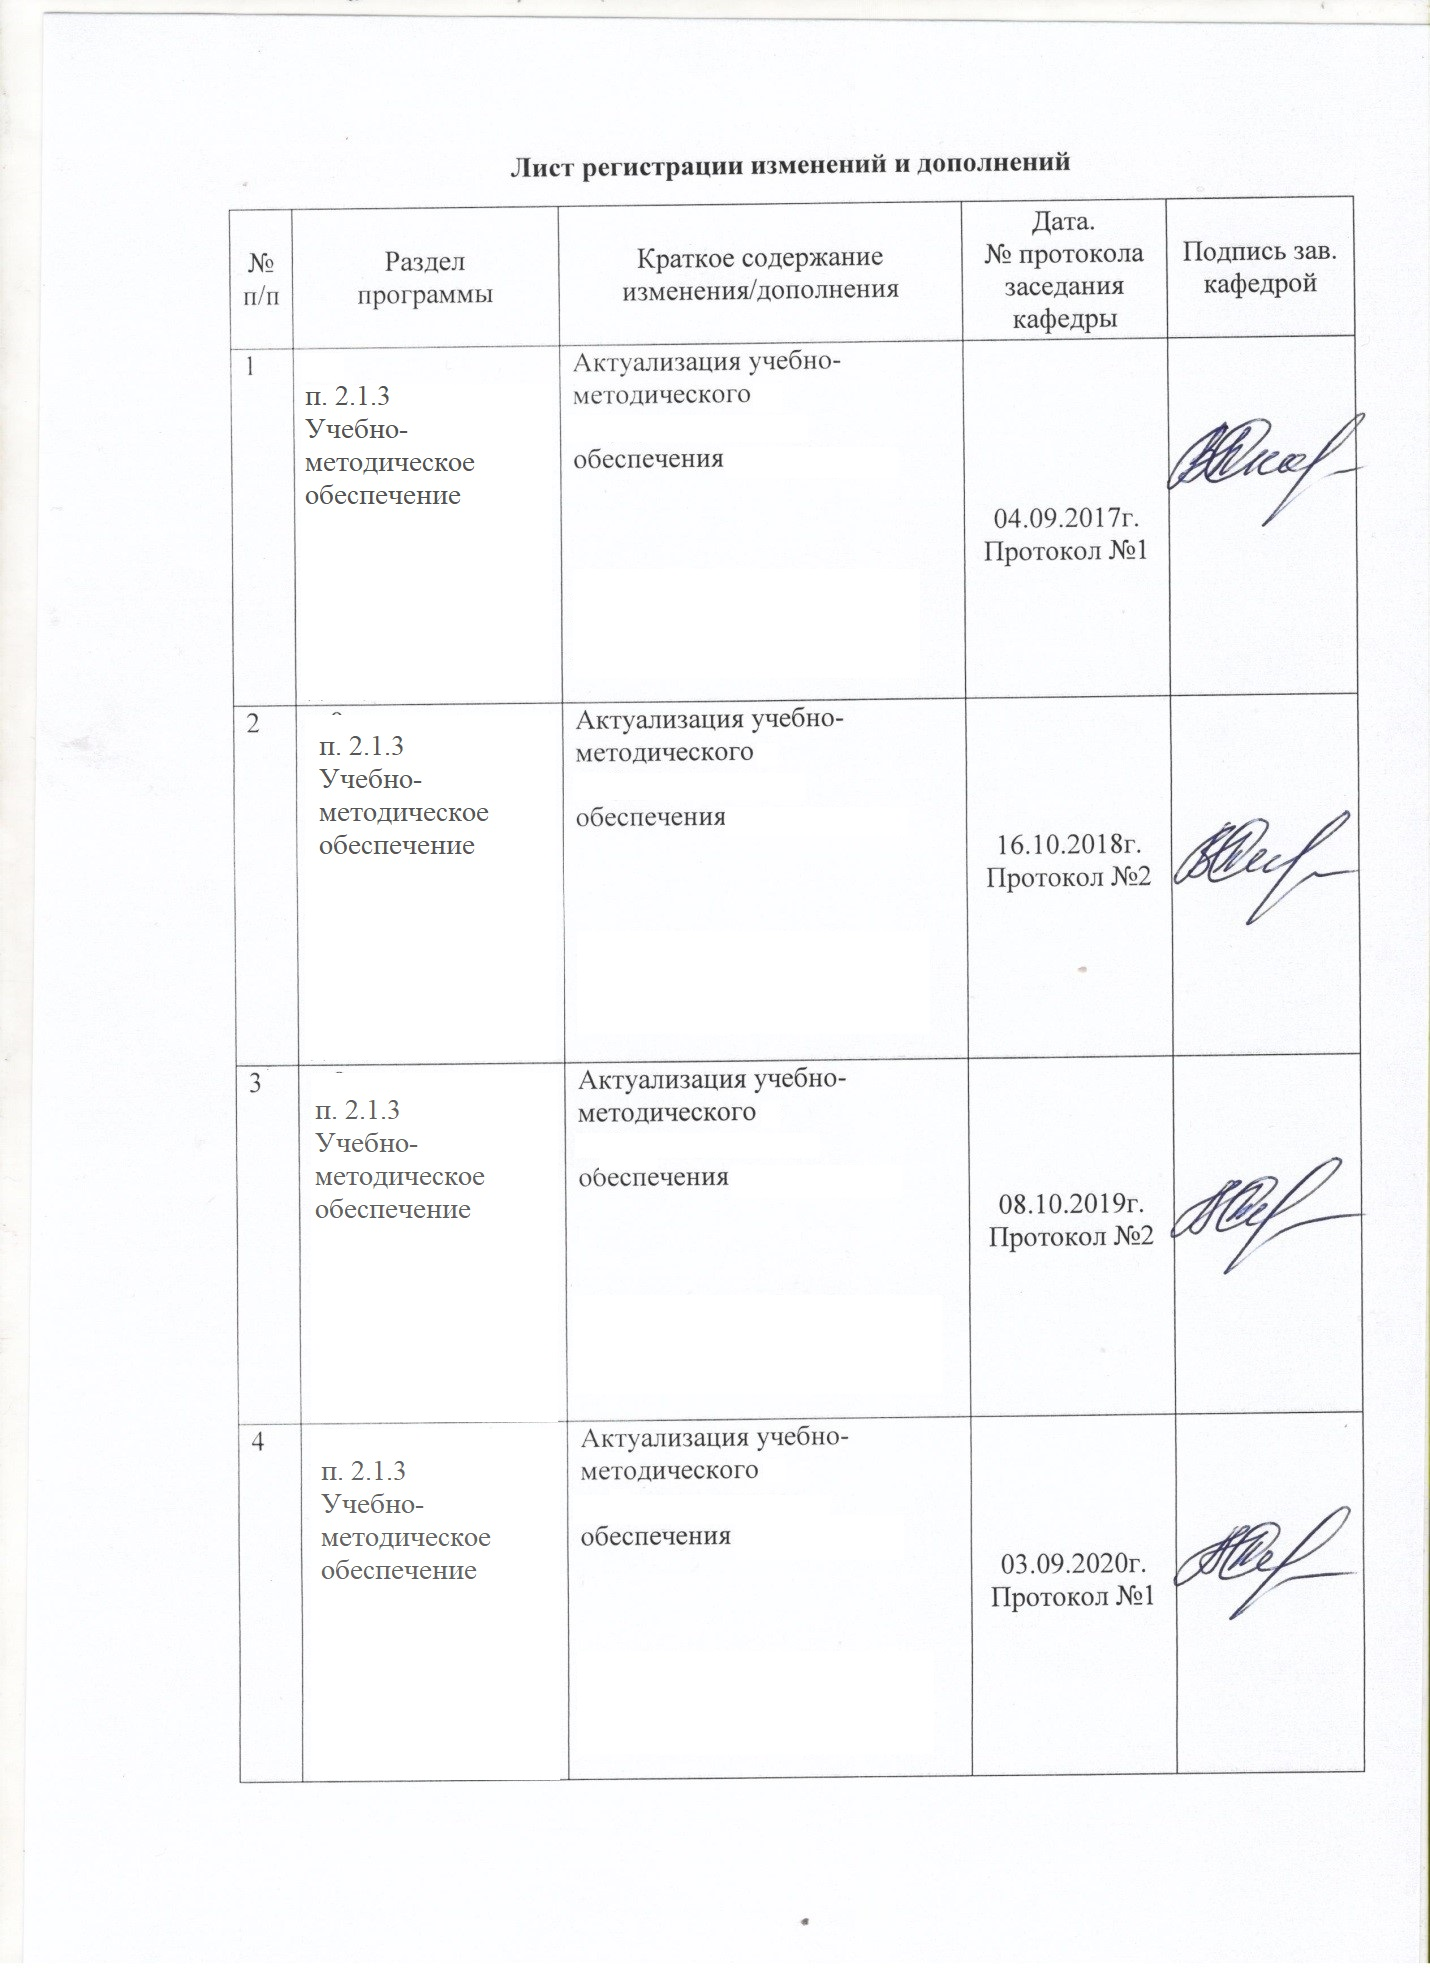 Лист регистрации изменений и дополнений
№
п/п
Раздел
программы
Краткое содержание
изменения/дополнения
Дата.
№ протокола
заседания
кафедры
Подпись зав.
кафедрой
1
п. 2.1.3
Учебно-
методическое
обеспечение
Актуализация учебно-
методического
обеспечения
04.09.2017г.
Протокол №1
2
п. 2.1.3
Учебно-
методическое
обеспечение
Актуализация учебно-
методического
обеспечения
16.10.2018г.
Протокол №2
3
п. 2.1.3
Учебно-
методическое
обеспечение
Актуализация учебно-
методического
обеспечения
08.10.2019г.
Протокол №2
4
п. 2.1.3
Учебно-
методическое
обеспечение
Актуализация учебно-
методического
обеспечения
03.09.2020г.
Протокол №1